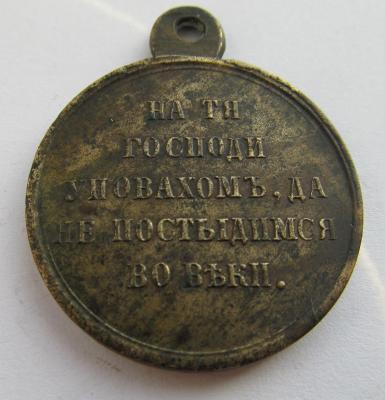 НА ТЯ
ГОСПОДИ
УПОВАХОМЪ, ДА
НЕ ПОСТЫДИМСЯ
ВО ВѢКИ.